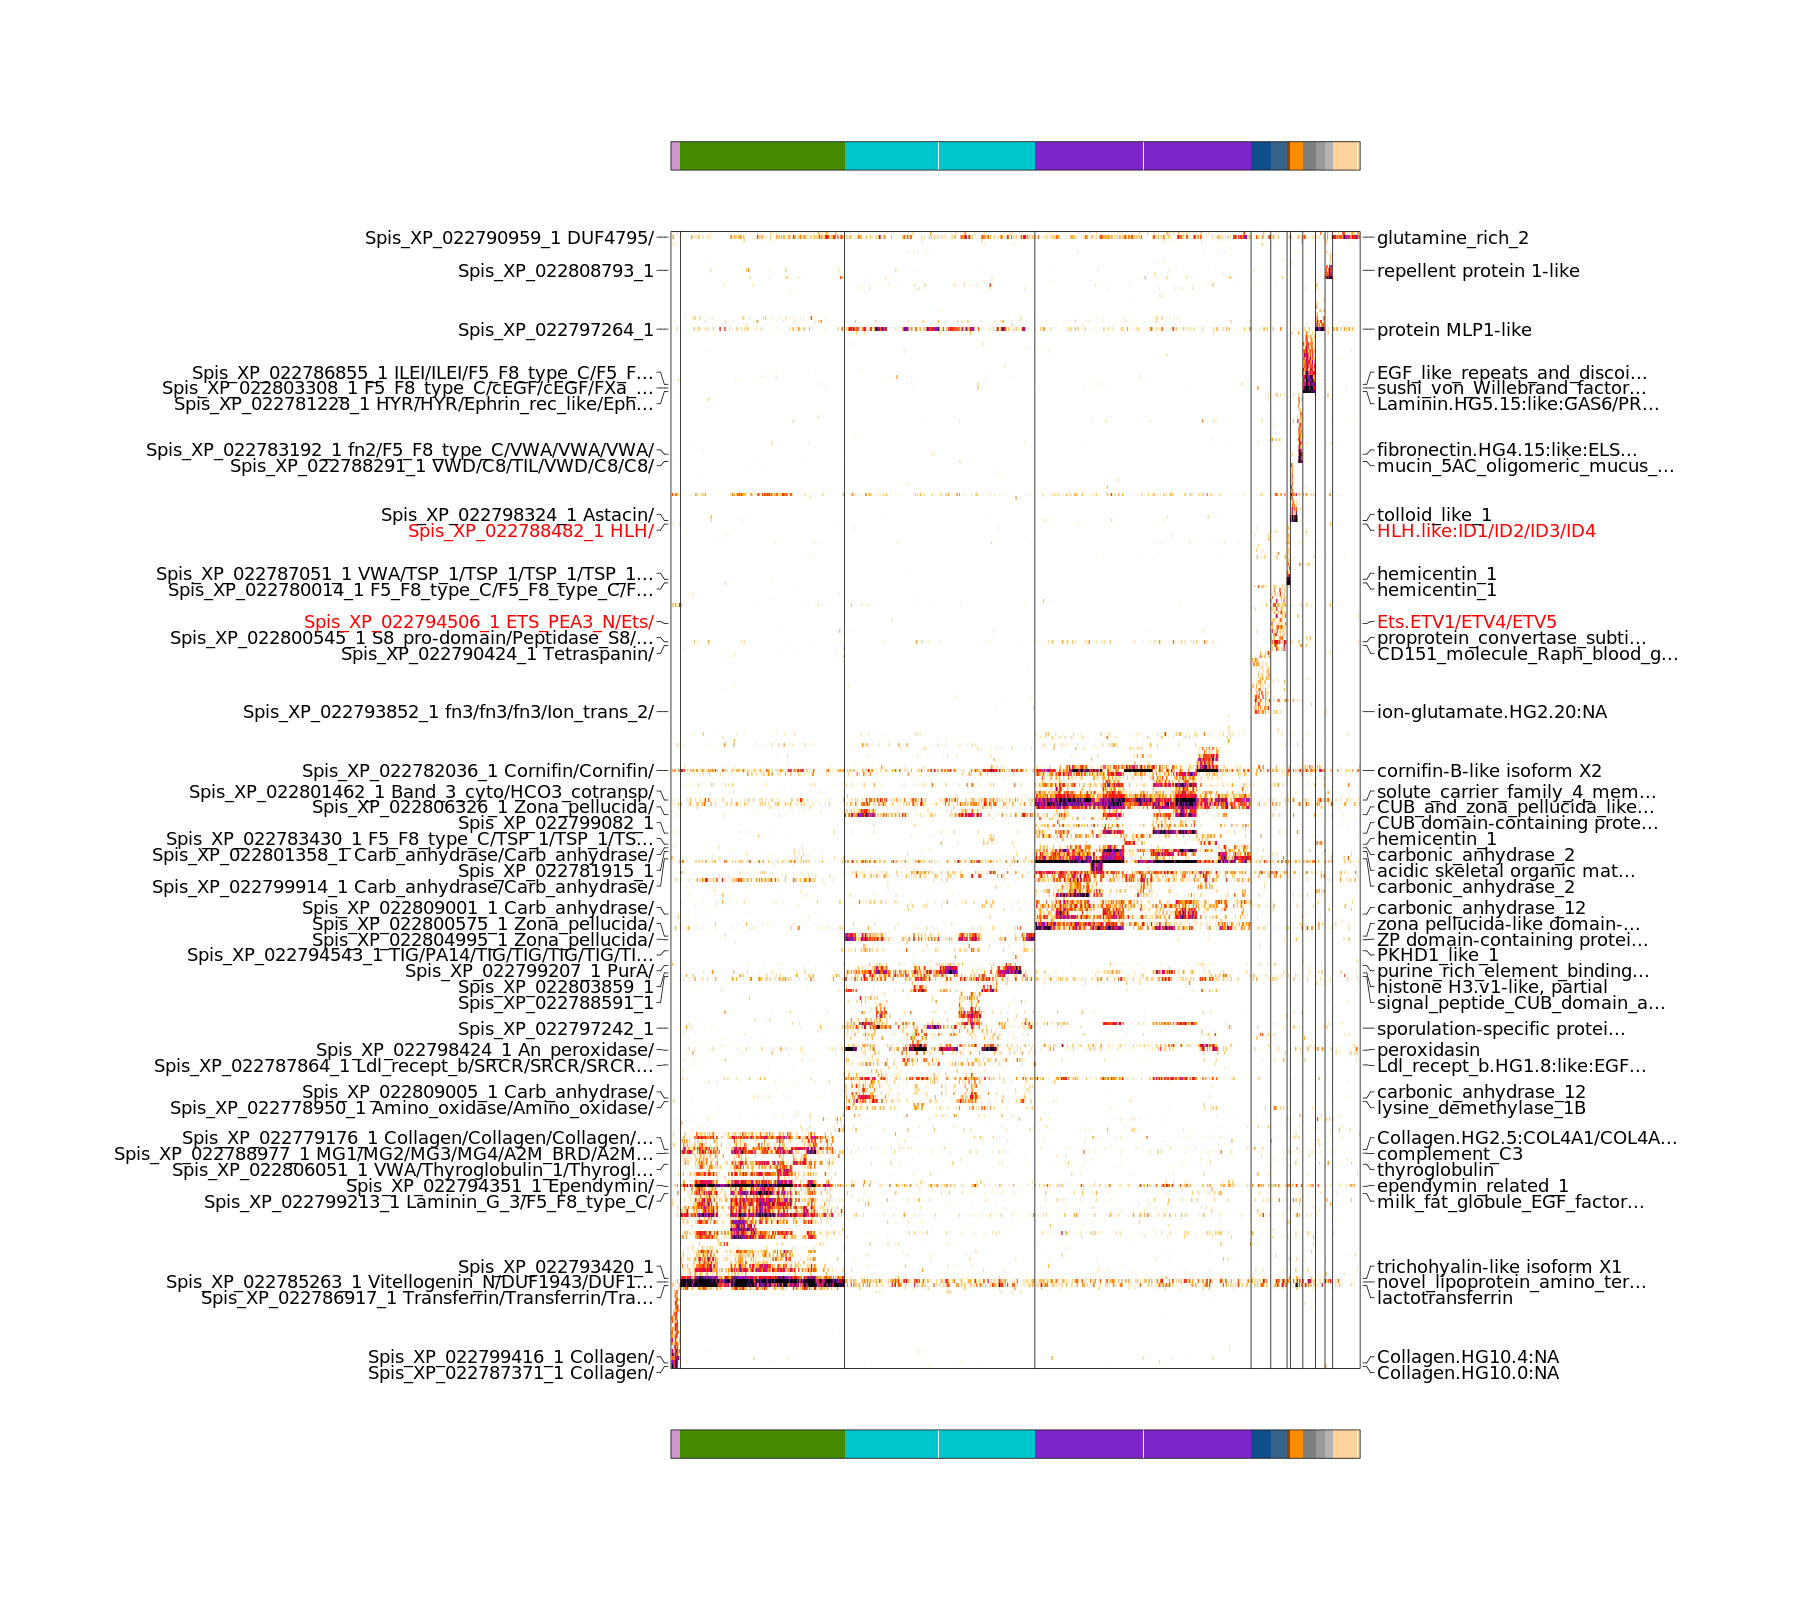 Spis_XP_022790959_1 DUF4795/ glutamine_rich_2
Spis_XP_022808793_1 repellent protein 1-like
Spis_XP_022797264_1 protein MLP1-like
Spis_XP_022786855_1 ILEI/ILEI/F5_F8_type_C/F5_F... EGF_like_repeats_and_discoi...
Spis_XP_022803308_1 F5_F8_type_C/cEGF/cEGF/FXa_... sushi_von_Willebrand_factor...
Spis_XP_022781228_1 HYR/HYR/Ephrin_rec_like/Eph... Laminin.HG5.15:like:GAS6/PR...
Spis_XP_022783192_1 fn2/F5_F8_type_C/VWA/VWA/VWA/ fibronectin.HG4.15:like:ELS...
Spis_XP_022788291_1 VWD/C8/TIL/VWD/C8/C8/ mucin_5AC_oligomeric_mucus_...
Spis_XP_022798324_1 Astacin/ tolloid_like_1
Spis_XP_022788482_1 HLH/ HLH.like:ID1/ID2/ID3/ID4
Spis_XP_022787051_1 VWA/TSP_1/TSP_1/TSP_1/TSP_1... hemicentin_1
Spis_XP_022780014_1 F5_F8_type_C/F5_F8_type_C/F... hemicentin_1
Spis_XP_022794506_1 ETS_PEA3_N/Ets/ Ets.ETV1/ETV4/ETV5
Spis_XP_022800545_1 S8_pro-domain/Peptidase_S8/... proprotein_convertase_subti...
Spis_XP_022790424_1 Tetraspanin/ CD151_molecule_Raph_blood_g...
Spis_XP_022793852_1 fn3/fn3/fn3/Ion_trans_2/ ion-glutamate.HG2.20:NA
Spis_XP_022782036_1 Cornifin/Cornifin/ cornifin-B-like isoform X2
Spis_XP_022801462_1 Band_3_cyto/HCO3_cotransp/ solute_carrier_family_4_mem...
Spis_XP_022806326_1 Zona_pellucida/ CUB_and_zona_pellucida_like...
Spis_XP_022799082_1 CUB domain-containing prote...
Spis_XP_022783430_1 F5_F8_type_C/TSP_1/TSP_1/TS... hemicentin_1
Spis_XP_022801358_1 Carb_anhydrase/Carb_anhydrase/ carbonic_anhydrase_2
Spis_XP_022781915_1 acidic skeletal organic mat...
Spis_XP_022799914_1 Carb_anhydrase/Carb_anhydrase/ carbonic_anhydrase_2
Spis_XP_022809001_1 Carb_anhydrase/ carbonic_anhydrase_12
Spis_XP_022800575_1 Zona_pellucida/ zona pellucida-like domain-...
Spis_XP_022804995_1 Zona_pellucida/ ZP domain-containing protei...
Spis_XP_022794543_1 TIG/PA14/TIG/TIG/TIG/TIG/TI... PKHD1_like_1
Spis_XP_022799207_1 PurA/ purine_rich_element_binding...
Spis_XP_022803859_1 histone H3.v1-like, partial
Spis_XP_022788591_1 signal_peptide_CUB_domain_a...
Spis_XP_022797242_1 sporulation-specific protei...
Spis_XP_022798424_1 An_peroxidase/ peroxidasin
Spis_XP_022787864_1 Ldl_recept_b/SRCR/SRCR/SRCR... Ldl_recept_b.HG1.8:like:EGF...
Spis_XP_022809005_1 Carb_anhydrase/ carbonic_anhydrase_12
Spis_XP_022778950_1 Amino_oxidase/Amino_oxidase/ lysine_demethylase_1B
Spis_XP_022779176_1 Collagen/Collagen/Collagen/... Collagen.HG2.5:COL4A1/COL4A...
Spis_XP_022788977_1 MG1/MG2/MG3/MG4/A2M_BRD/A2M... complement_C3
Spis_XP_022806051_1 VWA/Thyroglobulin_1/Thyrogl... thyroglobulin
Spis_XP_022794351_1 Ependymin/ ependymin_related_1
Spis_XP_022799213_1 Laminin_G_3/F5_F8_type_C/ milk_fat_globule_EGF_factor...
Spis_XP_022793420_1 trichohyalin-like isoform X1
Spis_XP_022785263_1 Vitellogenin_N/DUF1943/DUF1... novel_lipoprotein_amino_ter...
Spis_XP_022786917_1 Transferrin/Transferrin/Tra... lactotransferrin
Spis_XP_022799416_1 Collagen/ Collagen.HG10.4:NA
Spis_XP_022787371_1 Collagen/ Collagen.HG10.0:NA